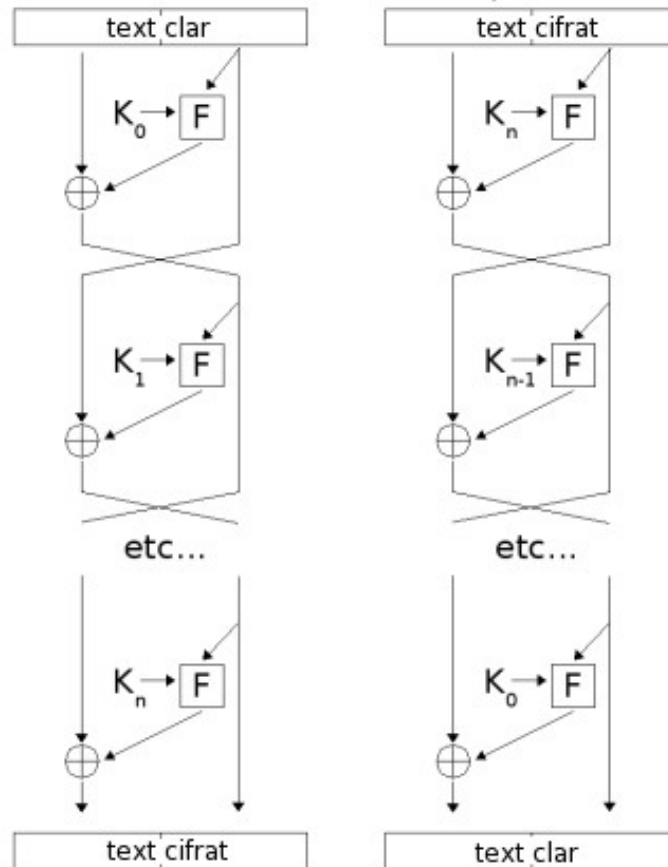 text clar
text cifrat
K0 F
Kn F
K1 F
Kn-1 F
etc...
etc...
Kn F
K0 F
text cifrat
text clar